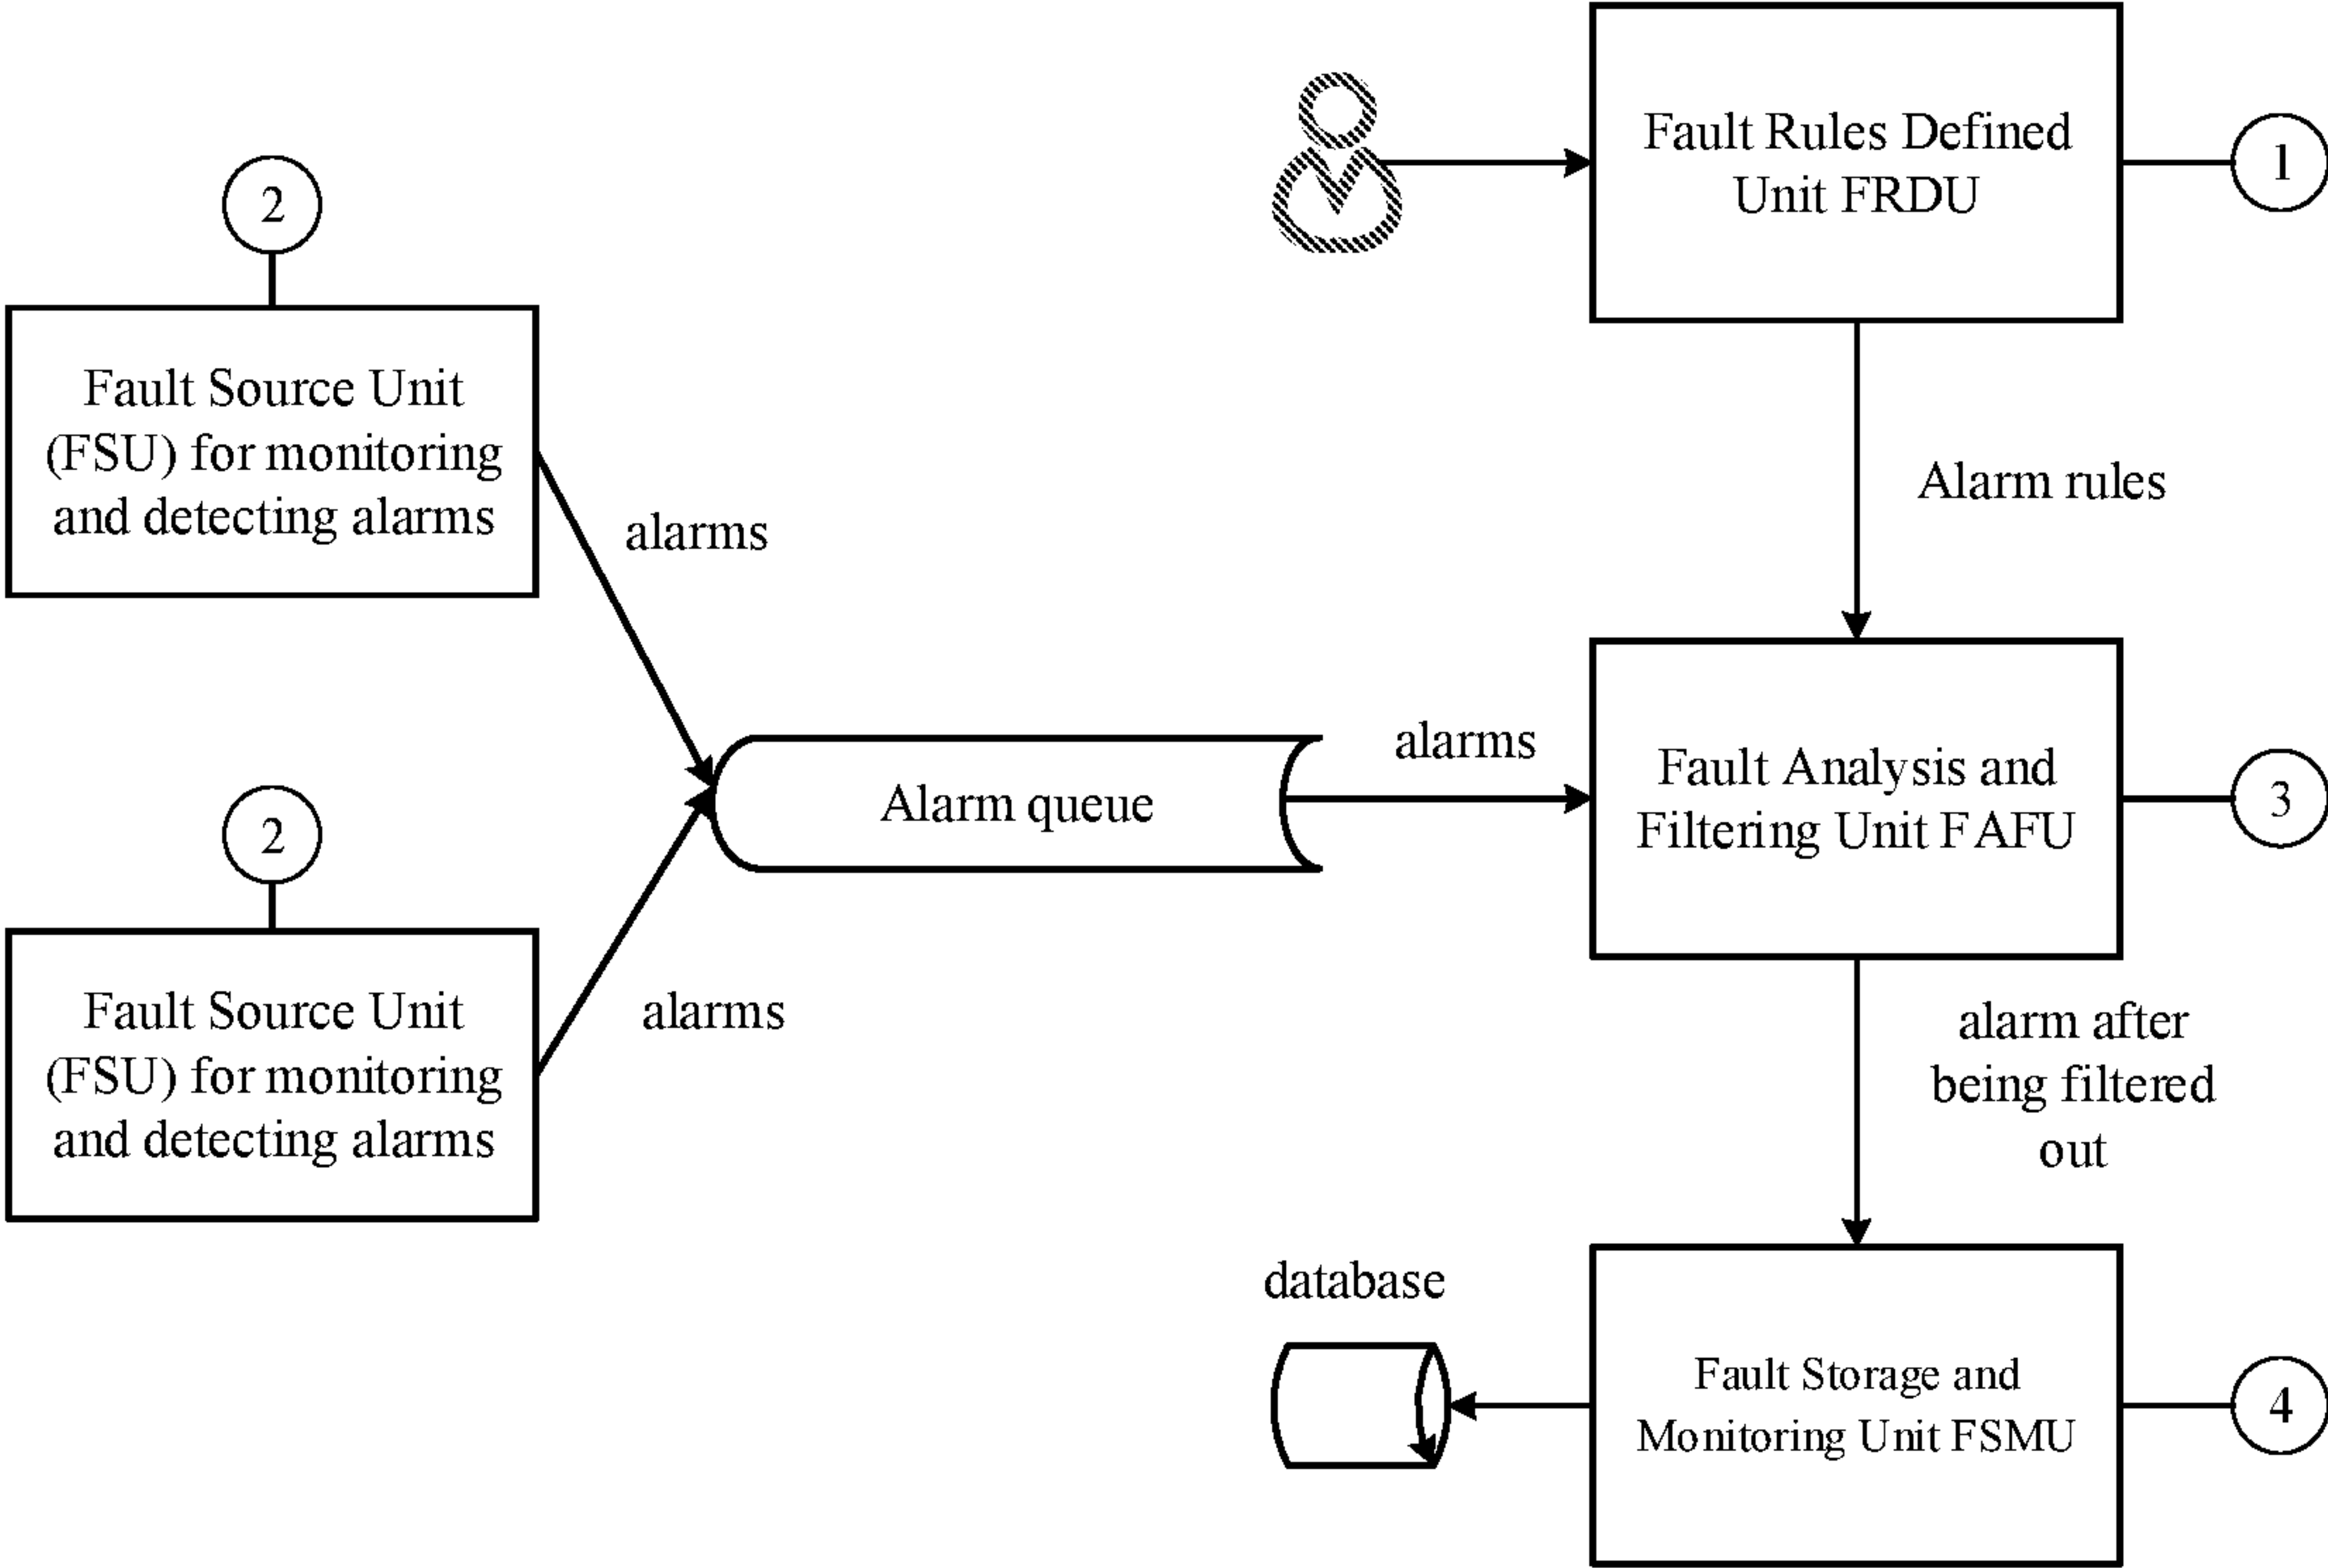 Fault Rules Defined
Unit FRDU
1
2
Fault Source Unit
(FSU) for monitoring
and detecting alarms
alarms
Alarm rules
2
Alarm queue
alarms
Fault Analysis and
Filtering Unit FAFU
3
Fault Source Unit
(FSU) for monitoring
and detecting alarms
alarms
alarm after
being filtered
out
database
Fault Storage and
Monitoring Unit FSMU
4